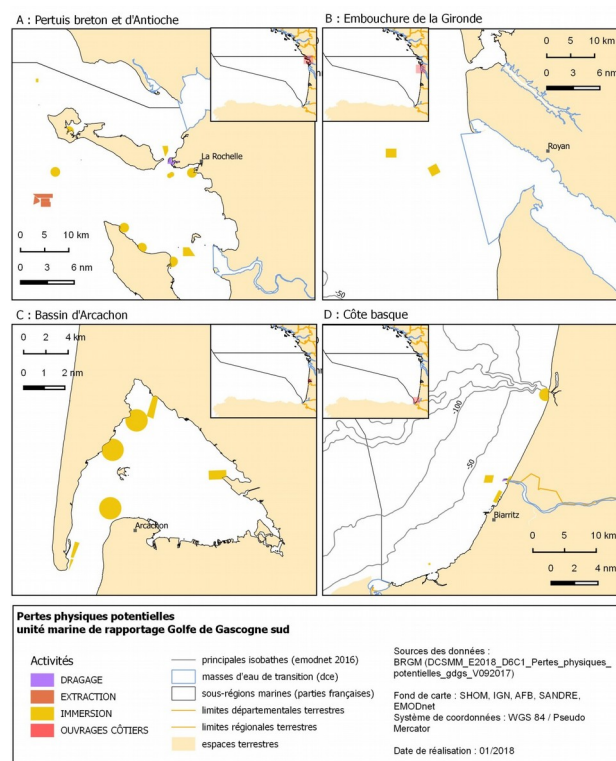 A : Pertuis breton et d'Antioche
La Rochelle
0 5 10 km
0 3 6 nm
B : Embouchure de la Gironde
0 5 10 km
0 3 6 nm
Royan
-50
C : Bassin d'Arcachon
0 2 4 km
0 1 2 nm
Arcachon
D : Côte basque
-100
-50
Biarritz
0 5 10 km
0 2 4 nm
Pertes physiques potentielles
unité marine de rapportage Golfe de Gascogne sud
Activités
DRAGAGE
EXTRACTION
IMMERSION
OUVRAGES CÔTIERS
principales isobathes (emodnet 2016)
masses d'eau de transition (dce)
sous-régions marines (parties françaises)
limites départementales terrestres
limites régionales terrestres
espaces terrestres
Sources des données :
BRGM (DCSMM_E2018_D6C1_Pertes_physiques_
potentielles_gdgs_V092017)
Fond de carte : SHOM, IGN, AFB, SANDRE,
EMODnet
Système de coordonnées : WGS 84 / Pseudo
Mercator
Date de réalisation : 01/2018